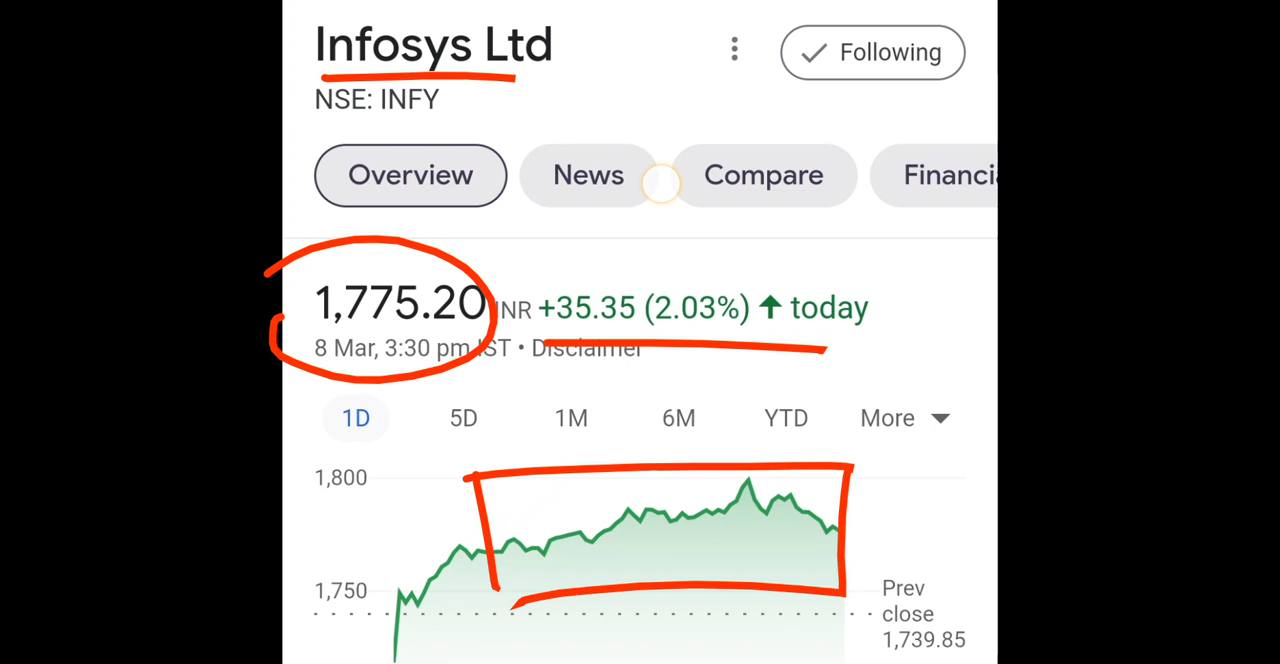 Infosys Ltd
Following
NSE: INFY
Overview News Compare
1,775.20 INR +35.35 (2.03%) today
8 Mar, 3:30 pm IST • Disclaimer
1D 5D 1M 6M YTD More
1,800
1,750
Prev
close
1,739.85